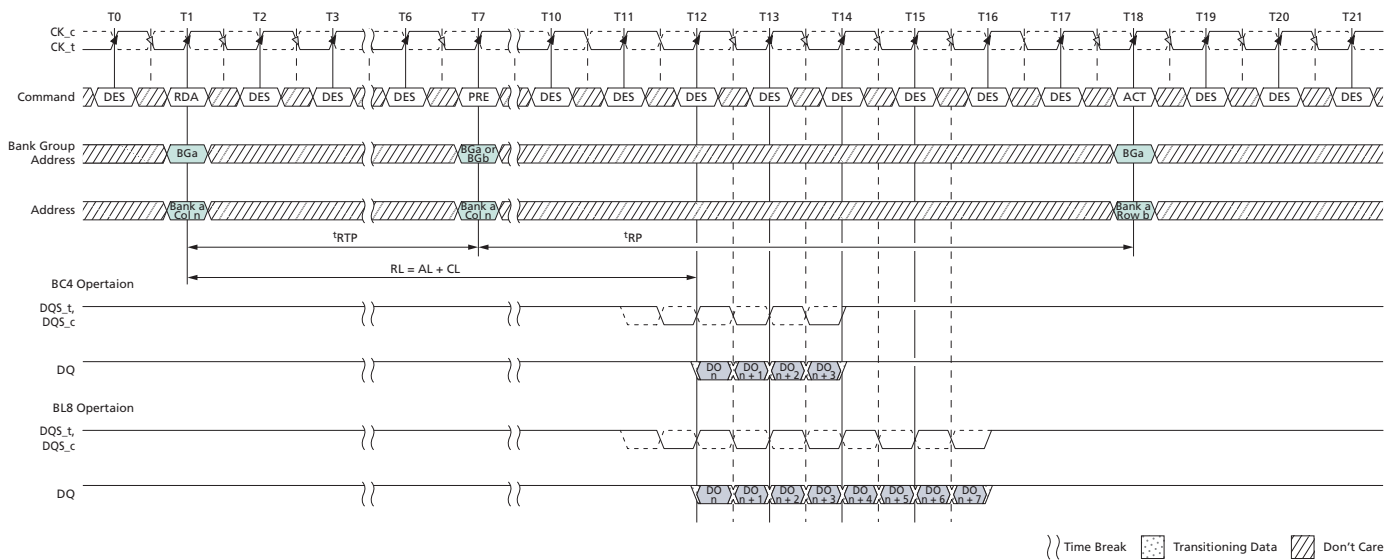 T0 T1 T2 T3 T6 T7 T10 T11 T12 T13 T14 T15 T16 T17 T18 T19 T20 T21
CK_c
CK_t
Command DES RDA DES DES DES PRE DES DES DES DES DES DES DES DES ACT DES DES DES
Bank Group
Address
BGa
BGa or
BGb
BGa
Address
Bank a
Col n
Bank a
Col n
Bank a
Row b
tRTP tRP
RL = AL + CL
BC4 Opertaion
DQS_t,
DQS_c
DQ
DO
n
DO
n + 1
DO
n + 2
DO
n + 3
BL8 Opertaion
DQS_t,
DQS_c
DQ
DO
n
DO
n + 1
DO
n + 2
DO
n + 3
DO
n + 4
DO
n + 5
DO
n + 6
DO
n + 7
Time Break Transitioning Data Don't Care